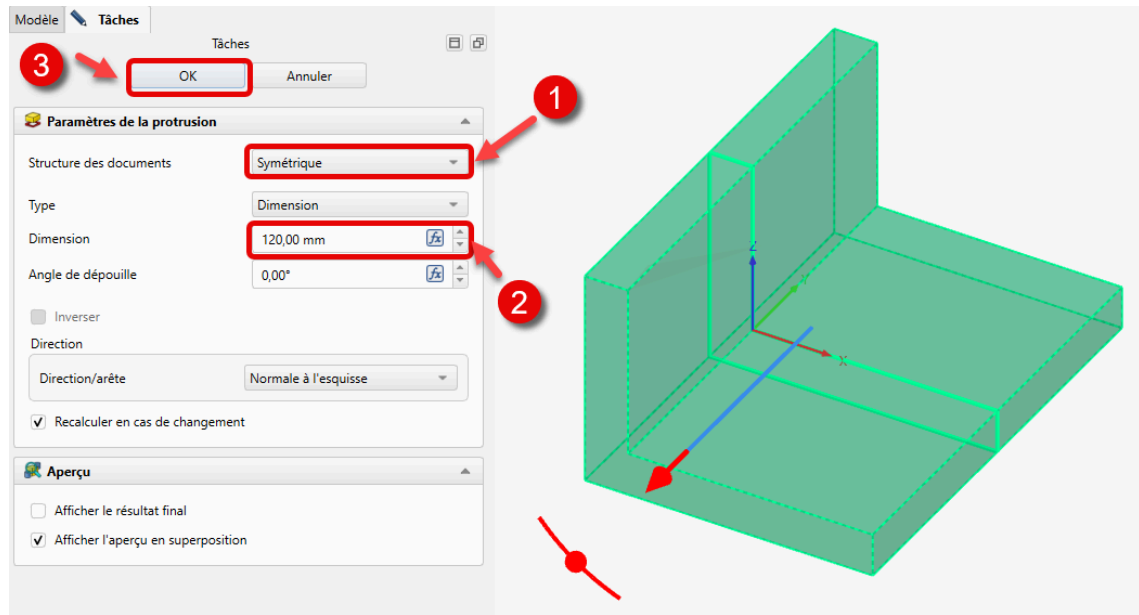 Modèle Tâches
Tâches
3
OK Annuler
1
Paramètres de la protrusion
Structure des documents Symétrique
Type Dimension
Dimension 120,00 mm fx
Angle de dépouille 0,00° fx
2
Inverser
Direction
Direction/arête Normale à l'esquisse
Recalculer en cas de changement
Aperçu
Afficher le résultat final
Afficher l'aperçu en superposition
Z
Y
X